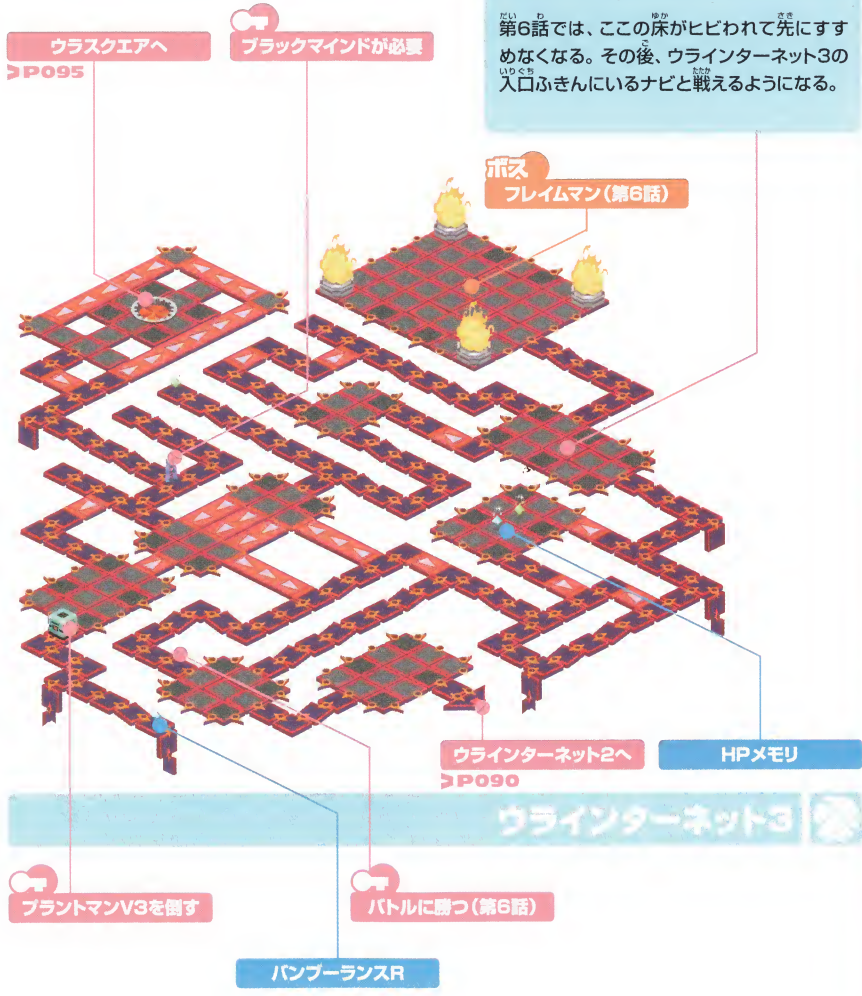 第6話では、ここの床がヒビわれて先にすす
めなくなる。その後、ウラインターネット3の
入口ふきんにいるナビと戦えるようになる。
ウラスクエアへ
>P095
ブラックマインドが必要
ボス
フレイムマン(第6話)
ウラインターネット2へ
>P090
HPメモリ
ウラインターネット3
プラントマンV3を倒す
バトルに勝つ(第6話)
バンブーランスR